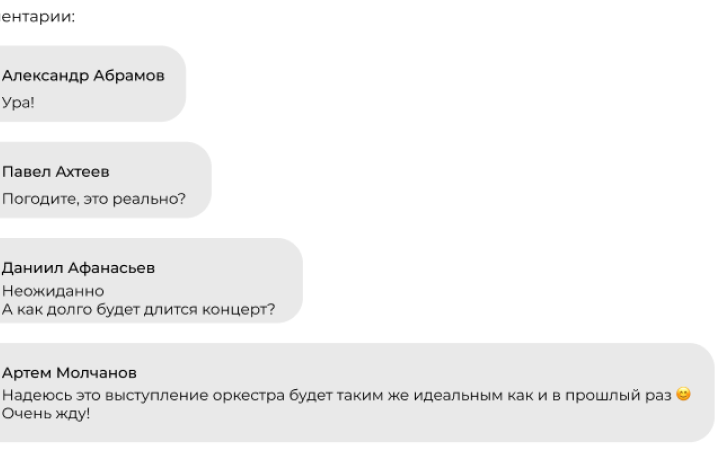 ентарии:
Александр Абрамов
Ура!
Павел Ахтеев
Погодите, это реально?
Даниил Афанасьев
Неожиданно
А как долго будет длится концерт?
Артем Молчанов
Надеюсь это выступление оркестра будет таким же идеальным как и в прошлый раз 😊
Очень жду!